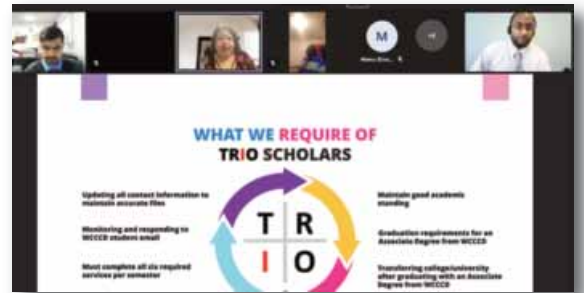 M
WHAT WE REQUIRE OF
TRIO SCHOLARS
Updating all contact information to
maintain accurate files
Monitoring and responding to
WCCCD student email
Must complete all six required
services per semester
T R
I O
Maintain good academic
standing
Graduation requirements for an
Associate Degree from WCCCD
Transferring college/university
after graduating with an Associate
Degree from WCCCD